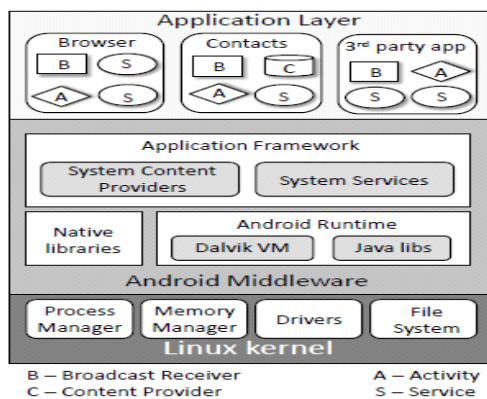 Application Layer
Browser
Contacts
3rd party app
B
S
B
C
B
A
A
S
A
S
S
S
Application Framework
System Content
Providers
System Services
Native
libraries
Android Runtime
Dalvik VM
Java libs
Android Middleware
Process
Manager
Memory
Manager
Drivers
File
System
Linux kernel
B – Broadcast Receiver
A – Activity
C – Content Provider
S – Service